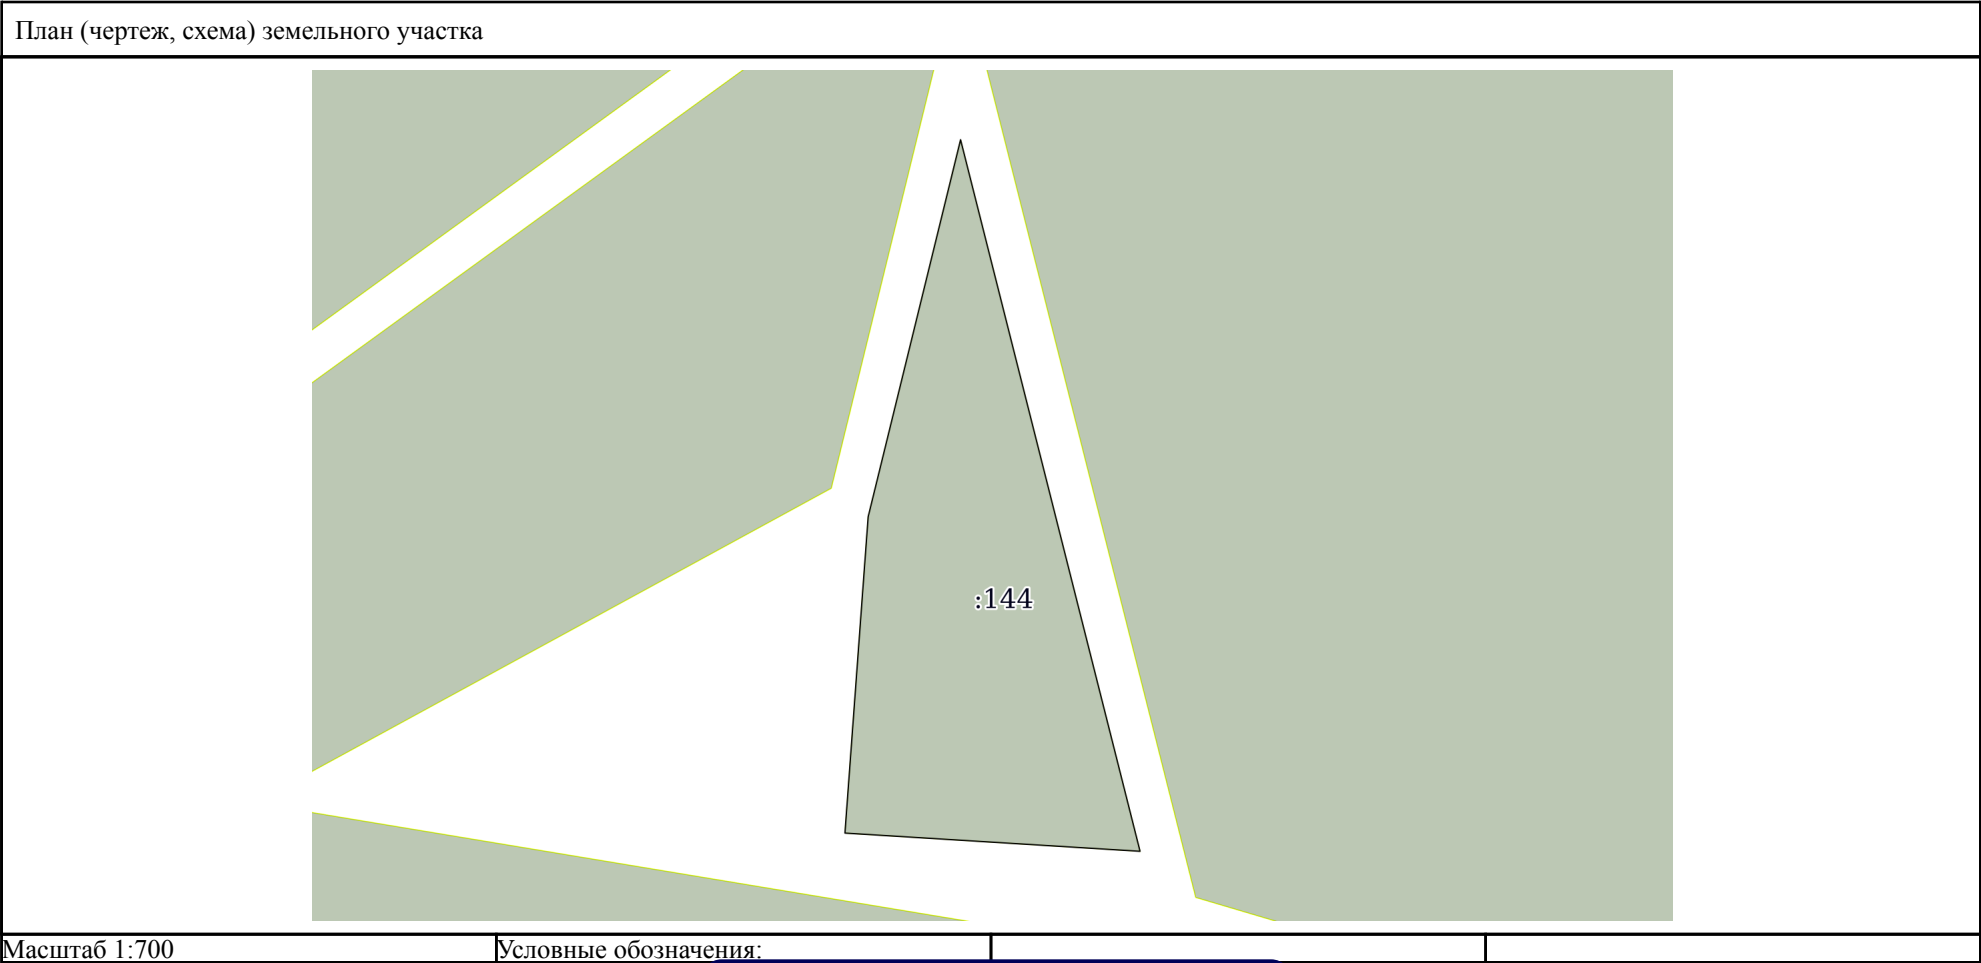 План (чертеж, схема) земельного участка
:144
Масштаб 1:700
Условные обозначения: